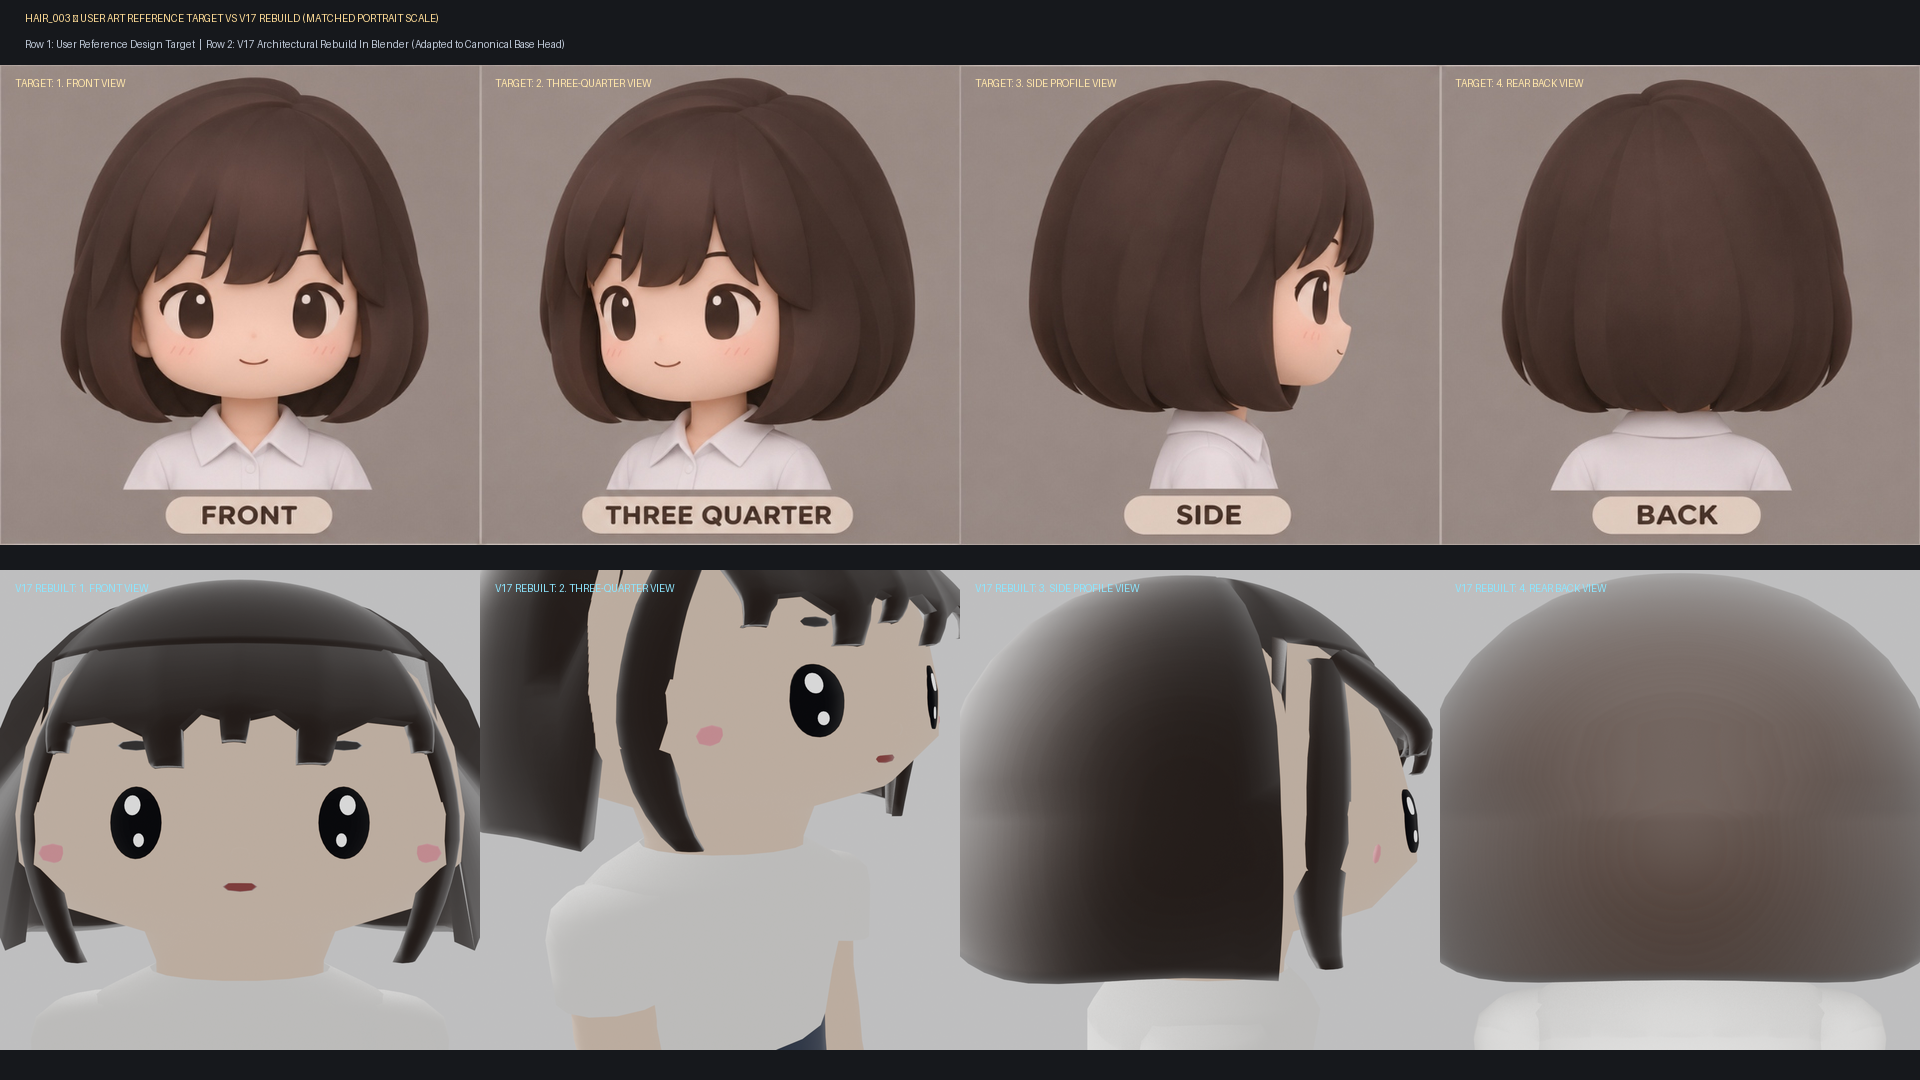 HAIR_003 ▯ USER ART REFERENCE TARGET VS V17 REBUILD (MATCHED PORTRAIT SCALE)
Row 1: User Reference Design Target | Row 2: V17 Architectural Rebuild In Blender (Adapted to Canonical Base Head)
TARGET: 1. FRONT VIEW
TARGET: 2. THREE-QUARTER VIEW
TARGET: 3. SIDE PROFILE VIEW
TARGET: 4. REAR BACK VIEW
FRONT
THREE QUARTER
SIDE
BACK
V17 REBUILT: 1. FRONT VIEW
V17 REBUILT: 2. THREE-QUARTER VIEW
V17 REBUILT: 3. SIDE PROFILE VIEW
V17 REBUILT: 4. REAR BACK VIEW